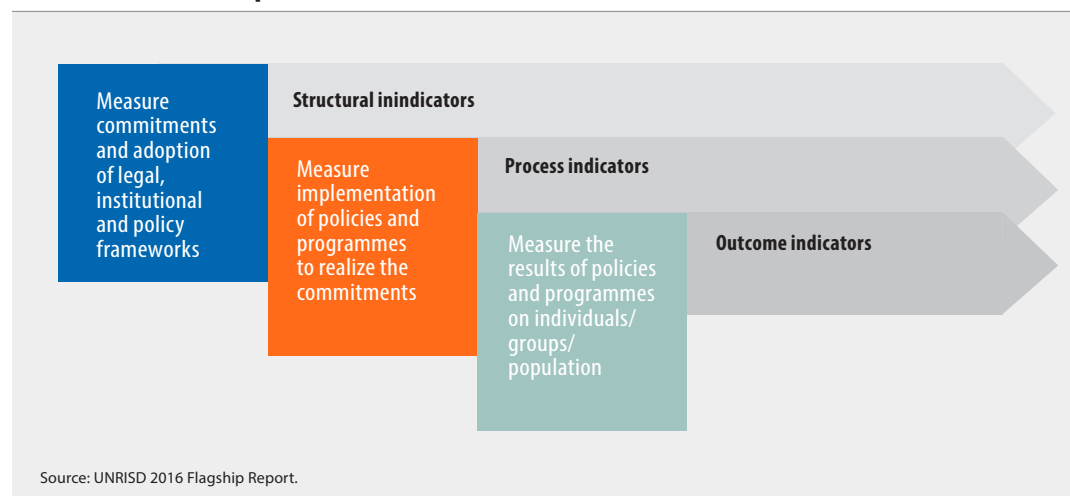 Measure
commitments
and adoption
of legal,
institutional
and policy
frameworks
Structural inindicators
Measure
implementation
of policies and
programmes
to realize the
commitments
Process indicators
Measure the
results of policies
and programmes
on individuals/
groups/
population
Outcome indicators
Source: UNRISD 2016 Flagship Report.